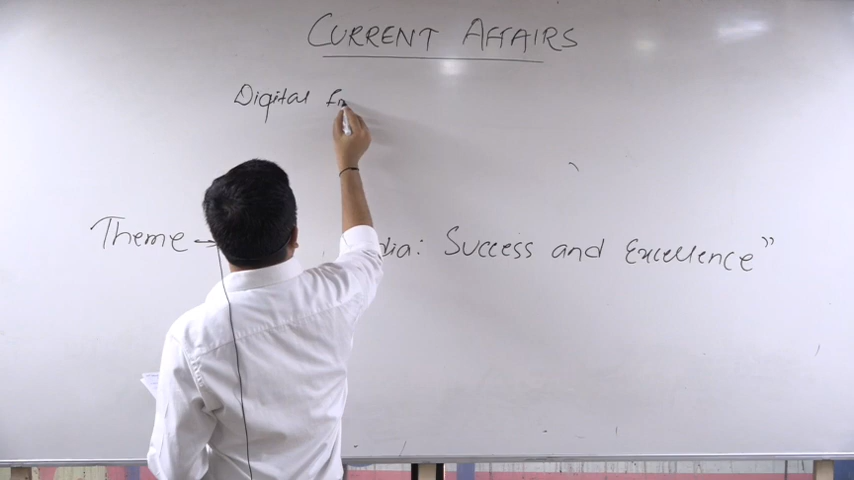 CURRENT AFFAIRS
Digital
Theme dia: Success and Excellence"